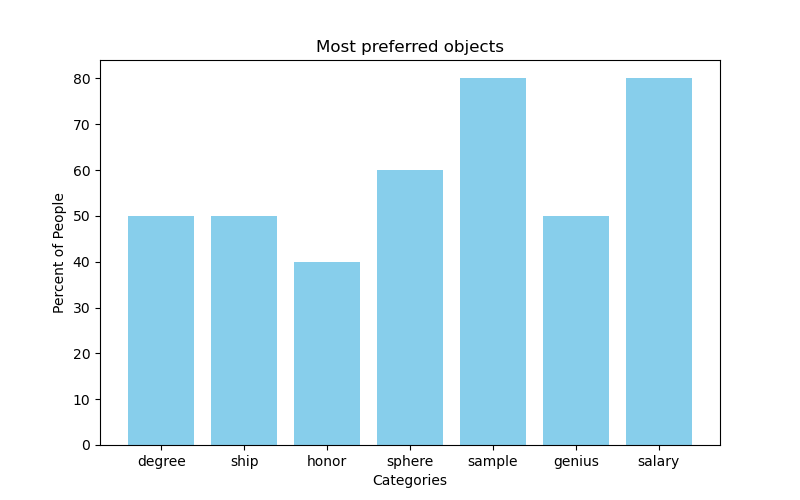 Most preferred objects
Percent of People
80
70
60
50
40
30
20
10
0
degree ship honor sphere sample genius salary
Categories